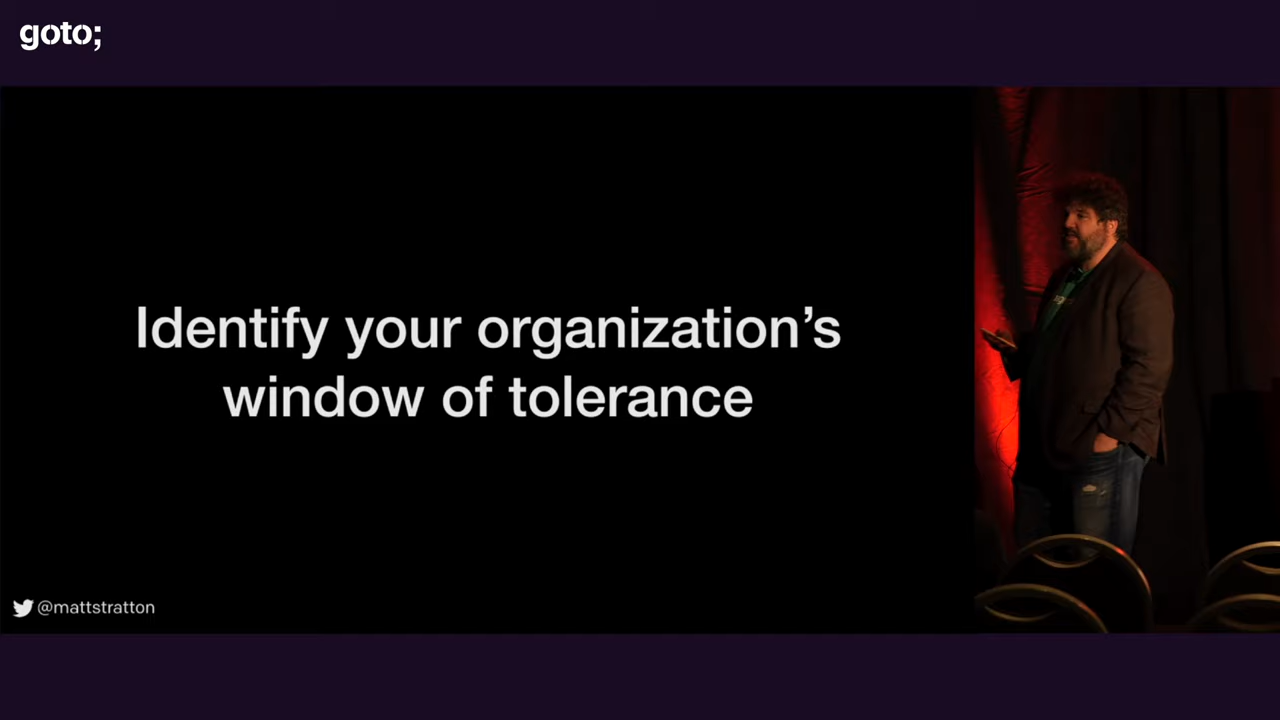 goto;
Identify your organization’s
window of tolerance
@mattstratton